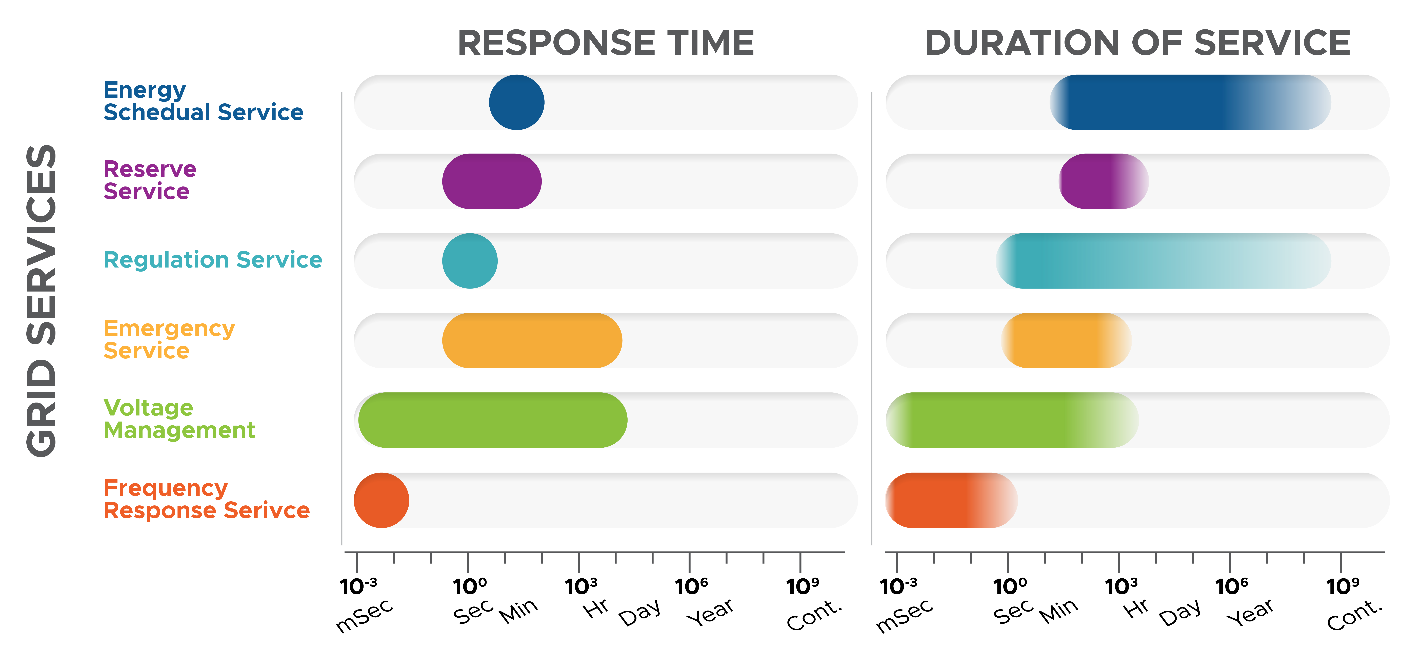 RESPONSE TIME
DURATION OF SERVICE
GRID SERVICES
Energy
Schedual Service
Reserve
Service
Regulation Service
Emergency
Service
Voltage
Management
Frequency
Response Serivce
10⁻³ 10⁰ 10³ 10⁶ 10⁹
mSec Sec Min Hr Day Year Cont.
10⁻³ 10⁰ 10³ 10⁶ 10⁹
mSec Sec Min Hr Day Year Cont.